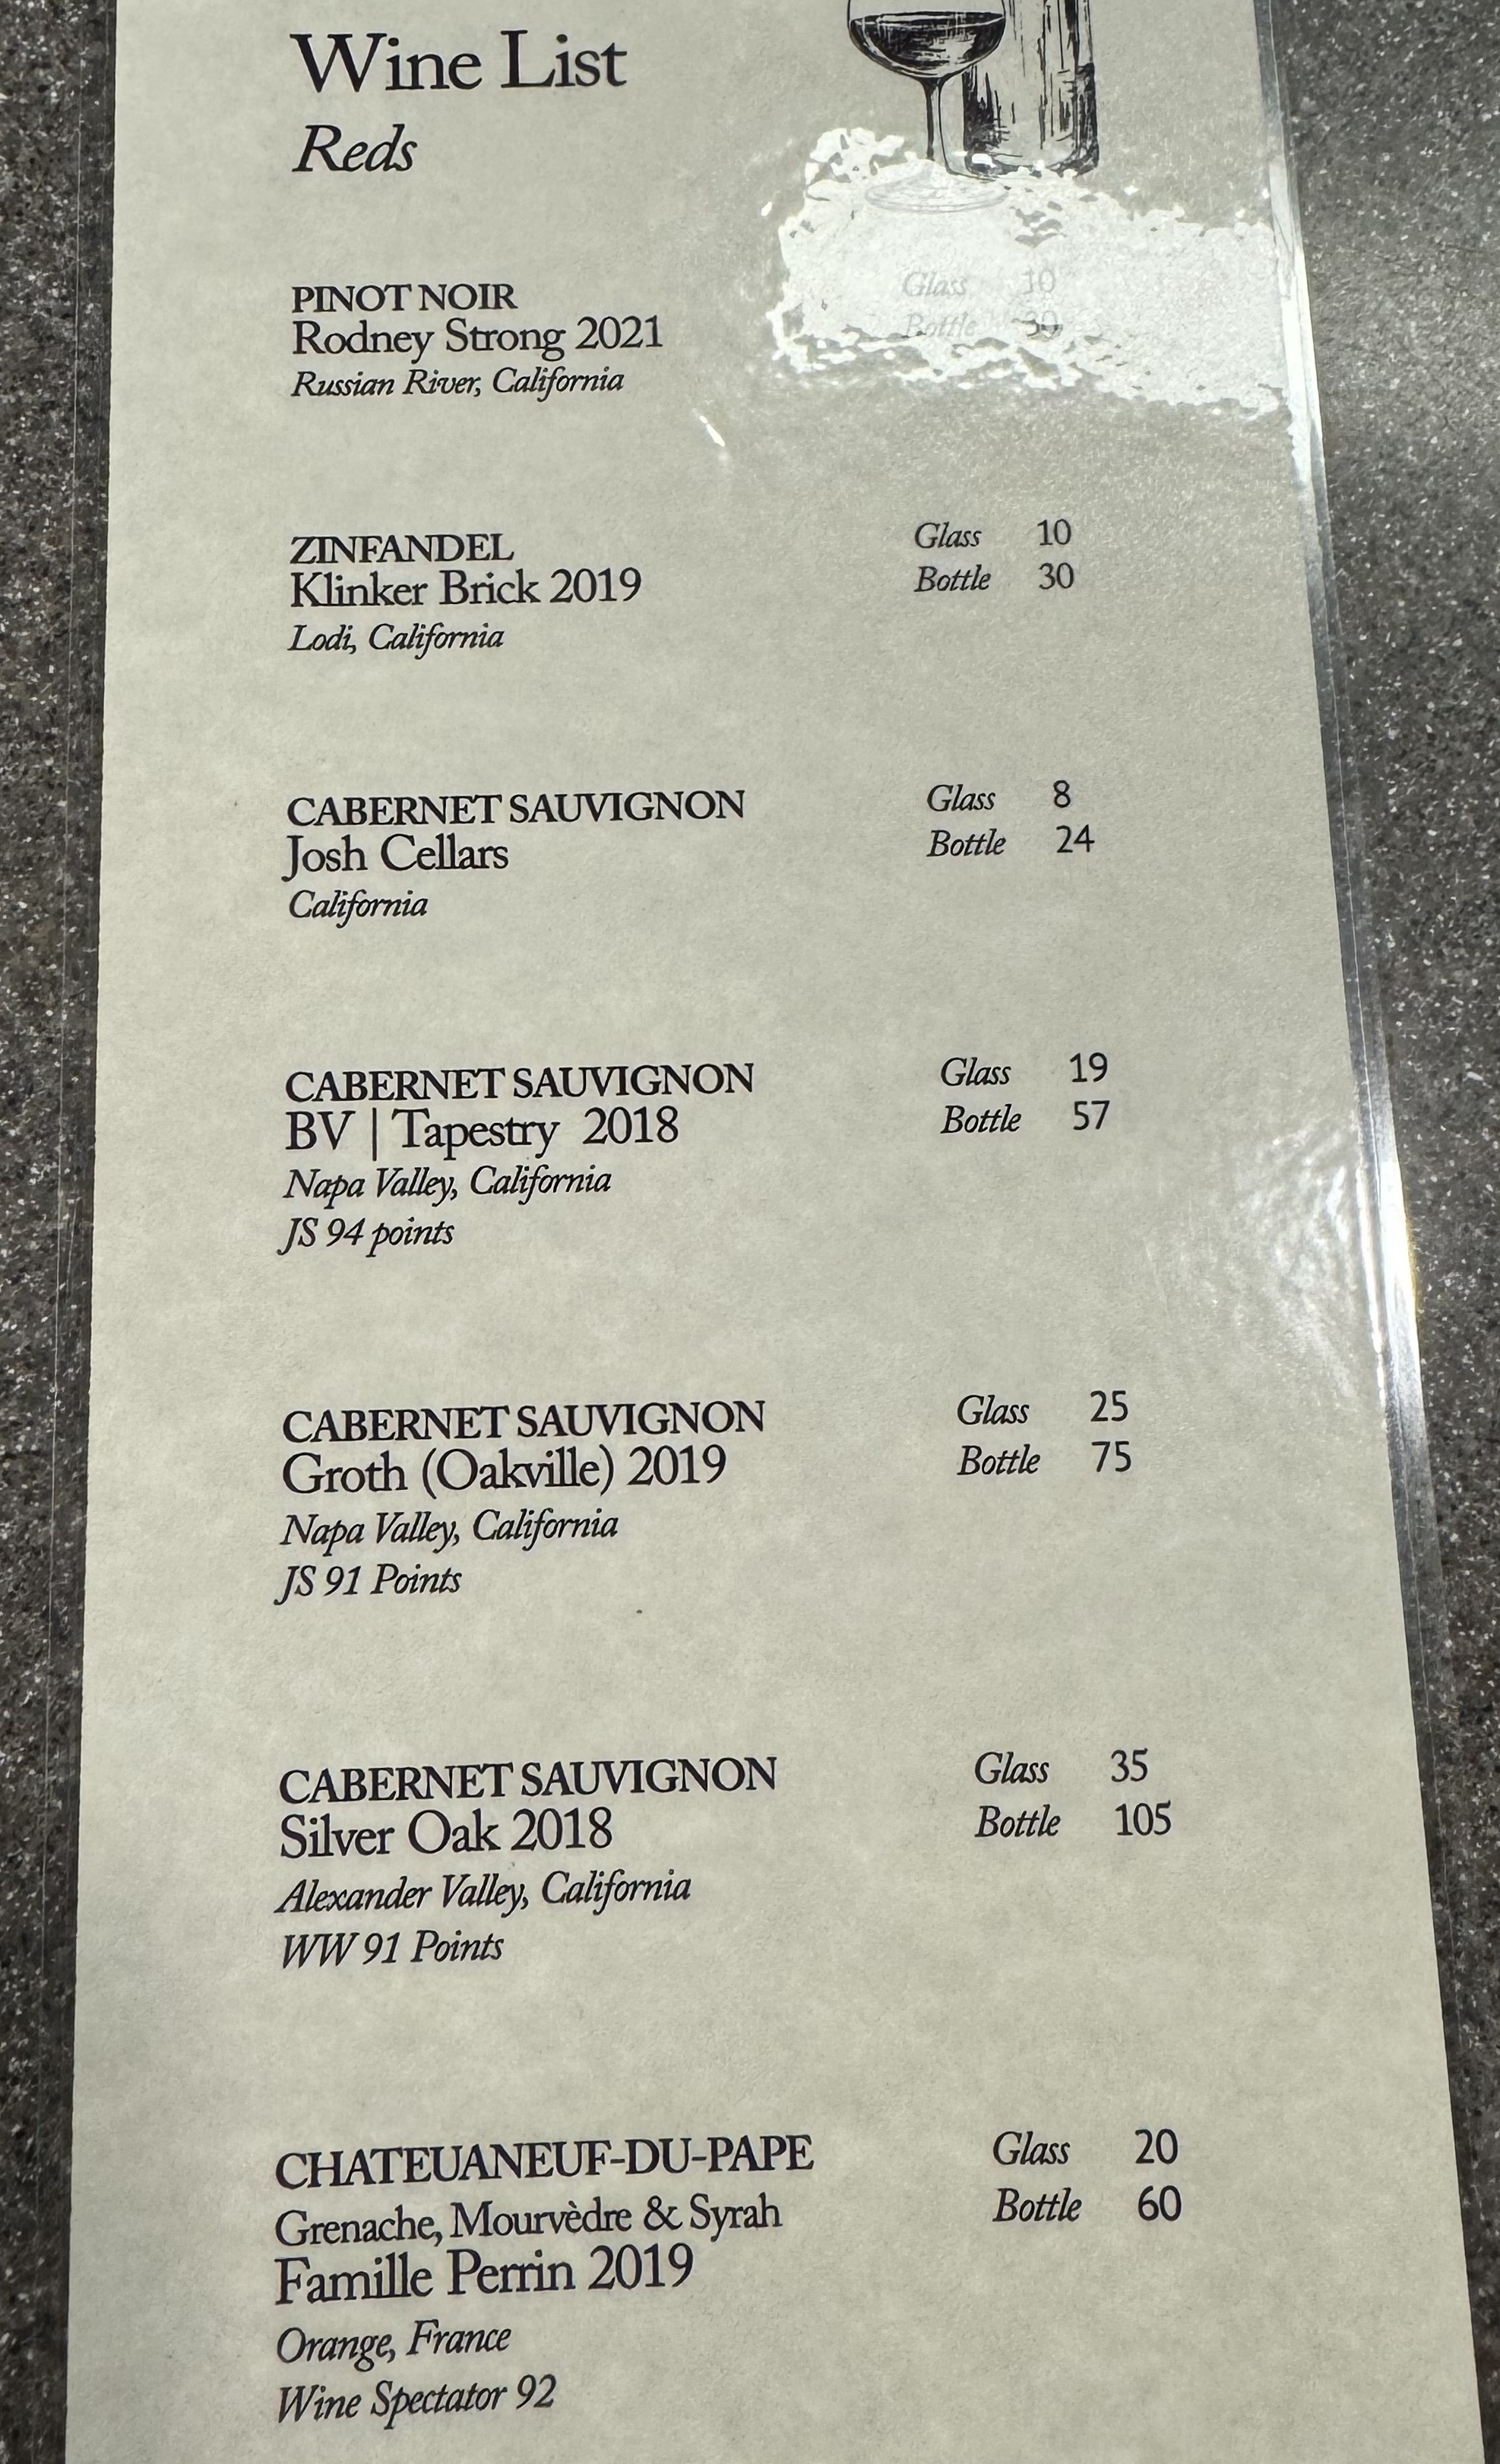 Wine List
Reds
PINOT NOIR
Rodney Strong 2021
Russian River, California
Glass 10
Bottle 30
ZINFANDEL
Klinker Brick 2019
Lodi, California
Glass 10
Bottle 30
CABERNET SAUVIGNON
Josh Cellars
California
Glass 8
Bottle 24
CABERNET SAUVIGNON
BV | Tapestry 2018
Napa Valley, California
JS 94 points
Glass 19
Bottle 57
CABERNET SAUVIGNON
Groth (Oakville) 2019
Napa Valley, California
JS 91 Points
Glass 25
Bottle 75
CABERNET SAUVIGNON
Silver Oak 2018
Alexander Valley, California
WW 91 Points
Glass 35
Bottle 105
CHATEUANEUF-DU-PAPE
Grenache, Mourvèdre & Syrah
Famille Perrin 2019
Orange, France
Wine Spectator 92
Glass 20
Bottle 60